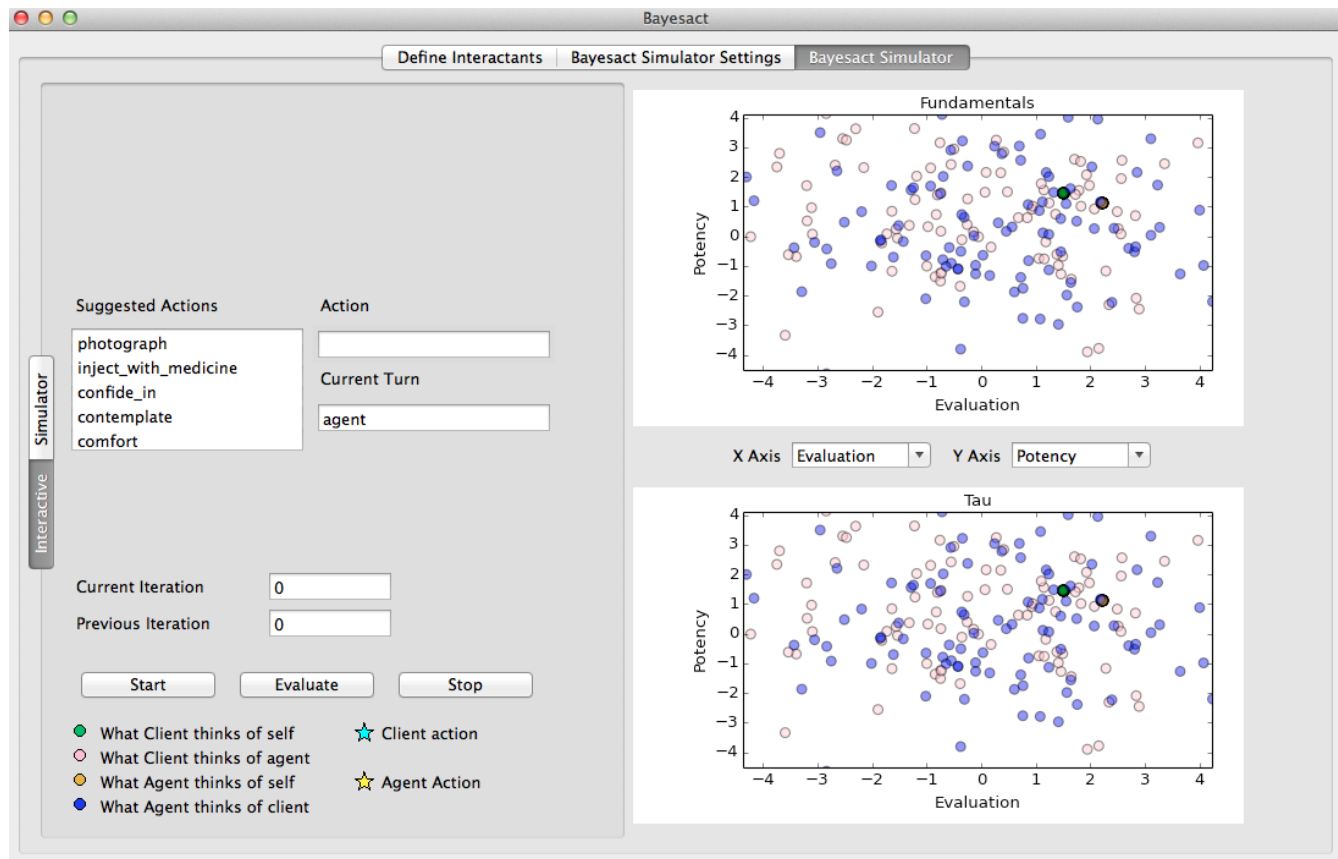 Bayesact
Define Interactants Bayesact Simulator Settings Bayesact Simulator
Simulator
Interactive
Suggested Actions
photograph
inject_with_medicine
confide_in
contemplate
comfort
Action
Current Turn
agent
Current Iteration 0
Previous Iteration 0
Start Evaluate Stop
What Client thinks of self
What Client thinks of agent
What Agent thinks of self
What Agent thinks of client
Client action
Agent Action
Fundamentals
Potency
4
3
2
1
0
−1
−2
−3
−4
−4 −3 −2 −1 0 1 2 3 4
Evaluation
X Axis Evaluation Y Axis Potency
Tau
Potency
4
3
2
1
0
−1
−2
−3
−4
−4 −3 −2 −1 0 1 2 3 4
Evaluation